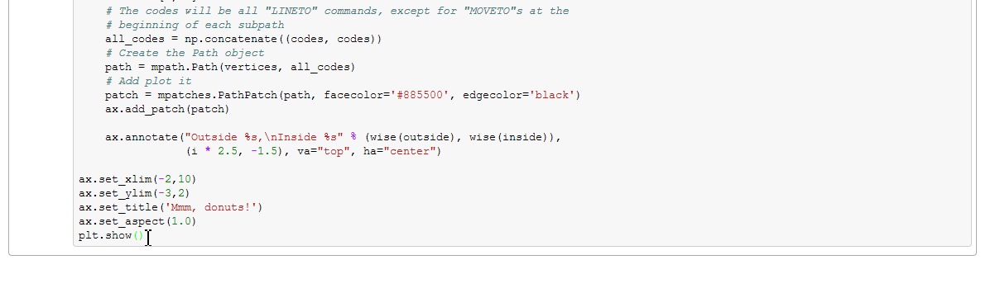 # The codes will be all "LINETO" commands, except for "MOVETO"s at the
# beginning of each subpath
all_codes = np.concatenate((codes, codes))
# Create the Path object
path = mpath.Path(vertices, all_codes)
# Add plot it
patch = mpatches.PathPatch(path, facecolor='#885500', edgecolor='black')
ax.add_patch(patch)
ax.annotate("Outside %s,\nInside %s" % (wise(outside), wise(inside)),
(i * 2.5, -1.5), va="top", ha="center")
ax.set_xlim(-2,10)
ax.set_ylim(-3,2)
ax.set_title('Mmm, donuts!')
ax.set_aspect(1.0)
plt.show()